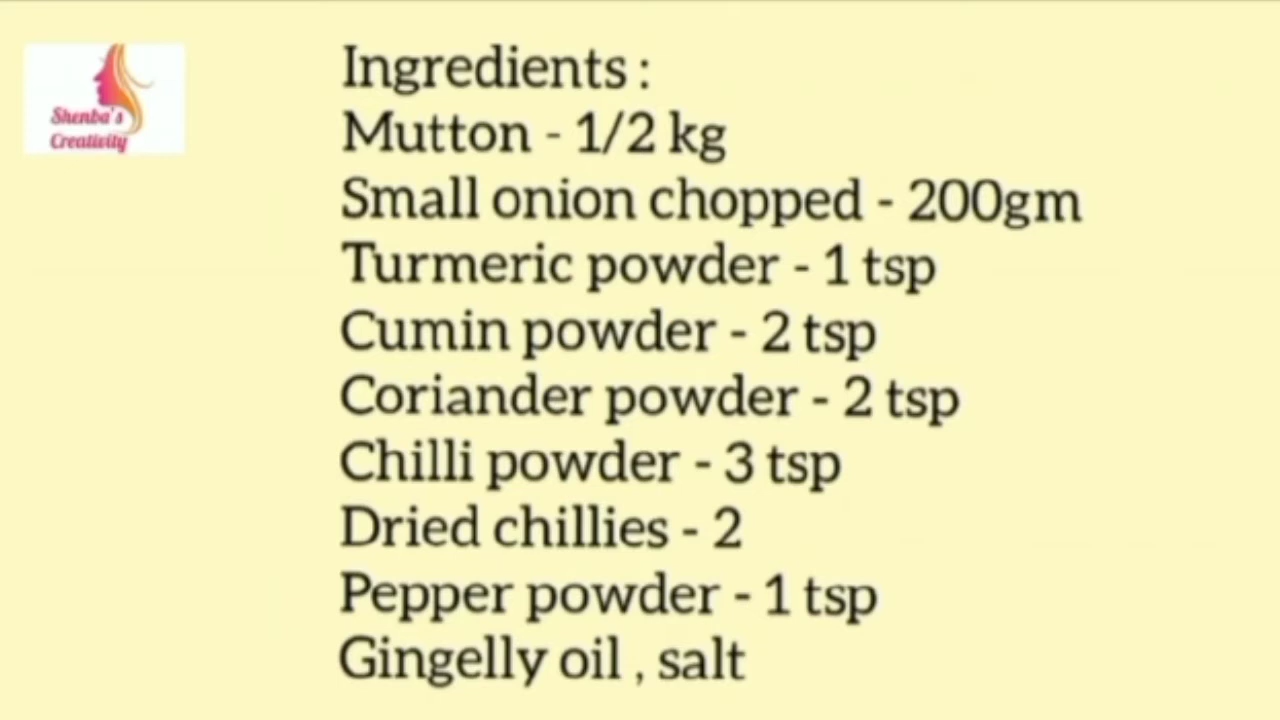 Shenba's
Creativity
Ingredients :
Mutton - 1/2 kg
Small onion chopped - 200gm
Turmeric powder - 1 tsp
Cumin powder - 2 tsp
Coriander powder - 2 tsp
Chilli powder - 3 tsp
Dried chillies - 2
Pepper powder - 1 tsp
Gingelly oil , salt